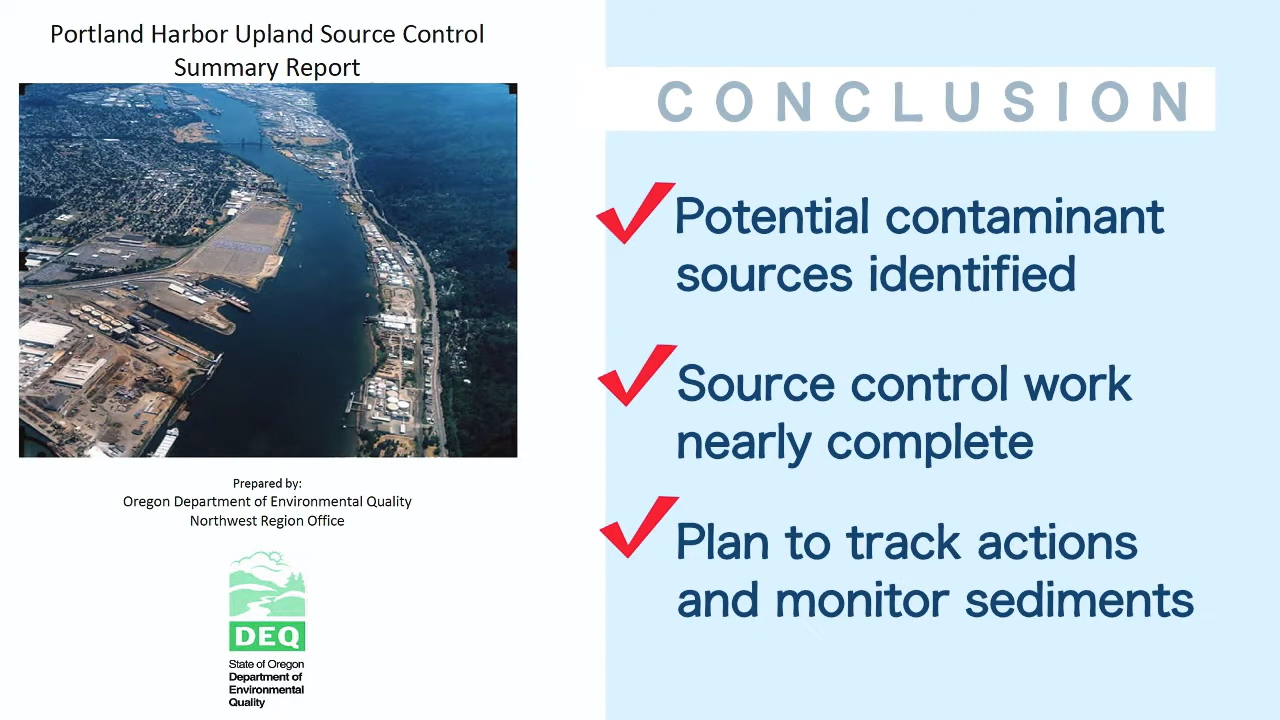 Portland Harbor Upland Source Control
Summary Report
Prepared by:
Oregon Department of Environmental Quality
Northwest Region Office
DEQ
State of Oregon
Department of
Environmental
Quality
CONCLUSION
Potential contaminant
sources identified
Source control work
nearly complete
Plan to track actions
and monitor sediments